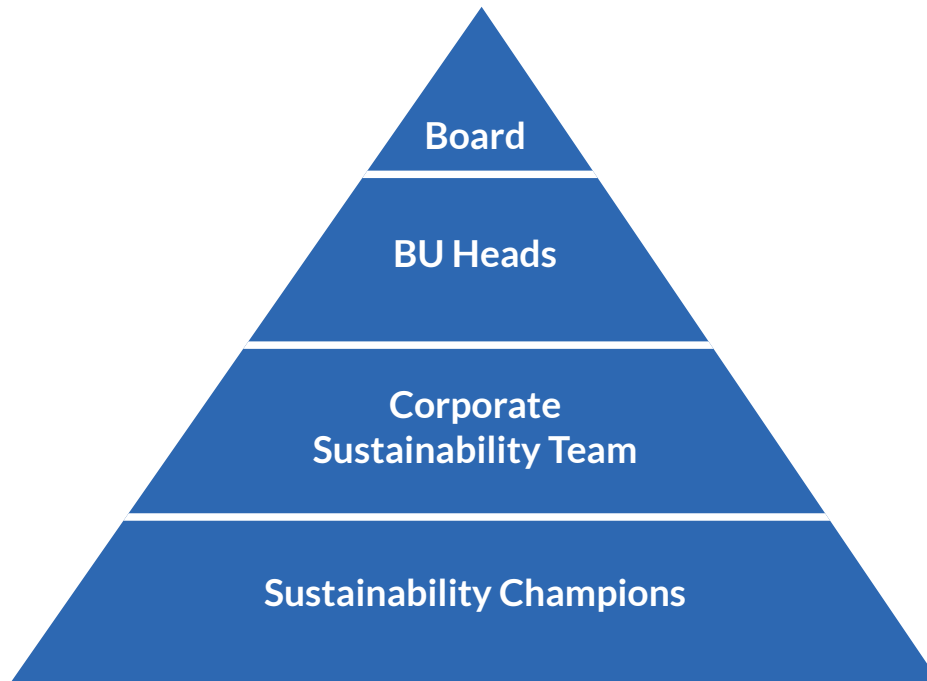 Board
BU Heads
Corporate
Sustainability Team
Sustainability Champions